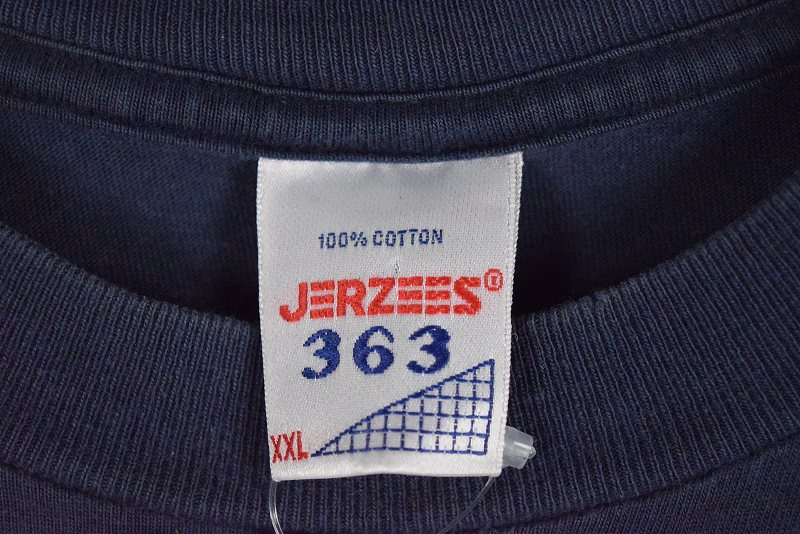 100% COTTON
JERZEES®
363
XXL